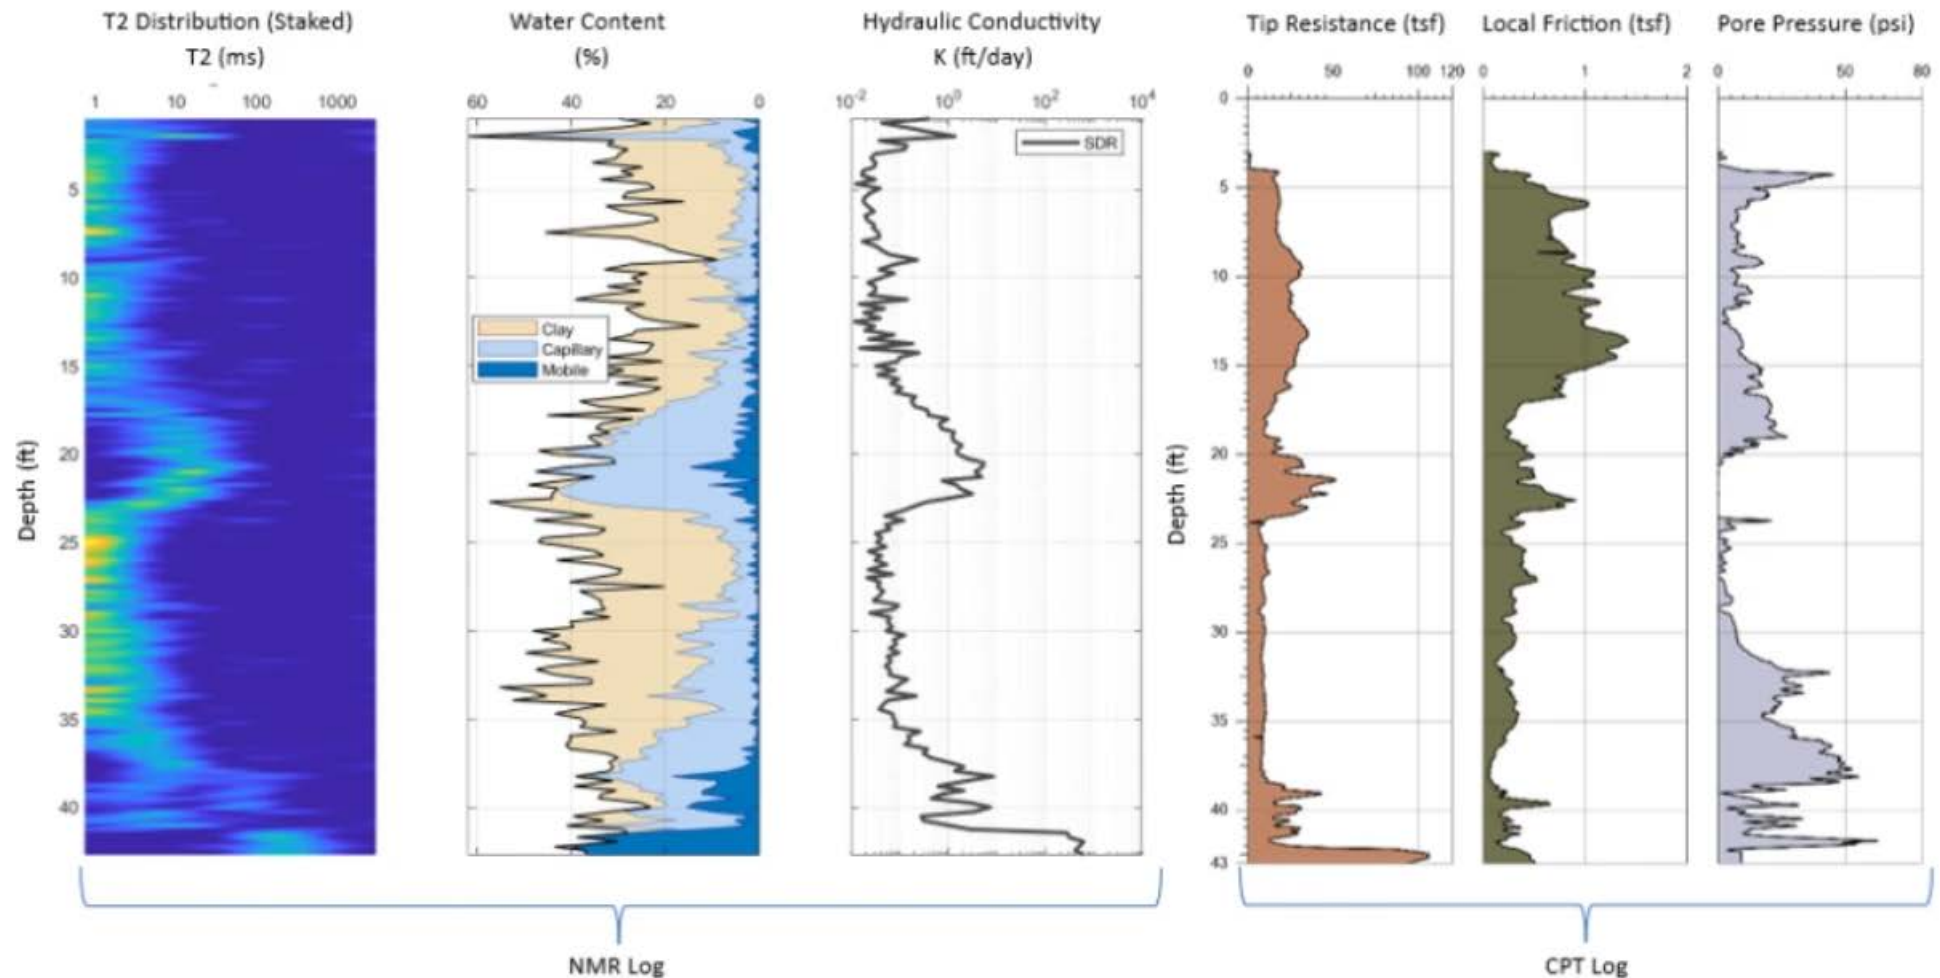 T2 Distribution (Staked)
T2 (ms)
1 10 100 1000
Depth (ft)
5
10
15
20
25
30
35
40
Water Content
(%)
60 40 20 0
Clay
Capillary
Mobile
Hydraulic Conductivity
K (ft/day)
10-2 100 102 104
SDR
NMR Log
Tip Resistance (tsf)
0 50 100 120
Depth (ft)
0
5
10
15
20
25
30
35
40
43
Local Friction (tsf)
0 1 2
Pore Pressure (psi)
0 50 80
CPT Log